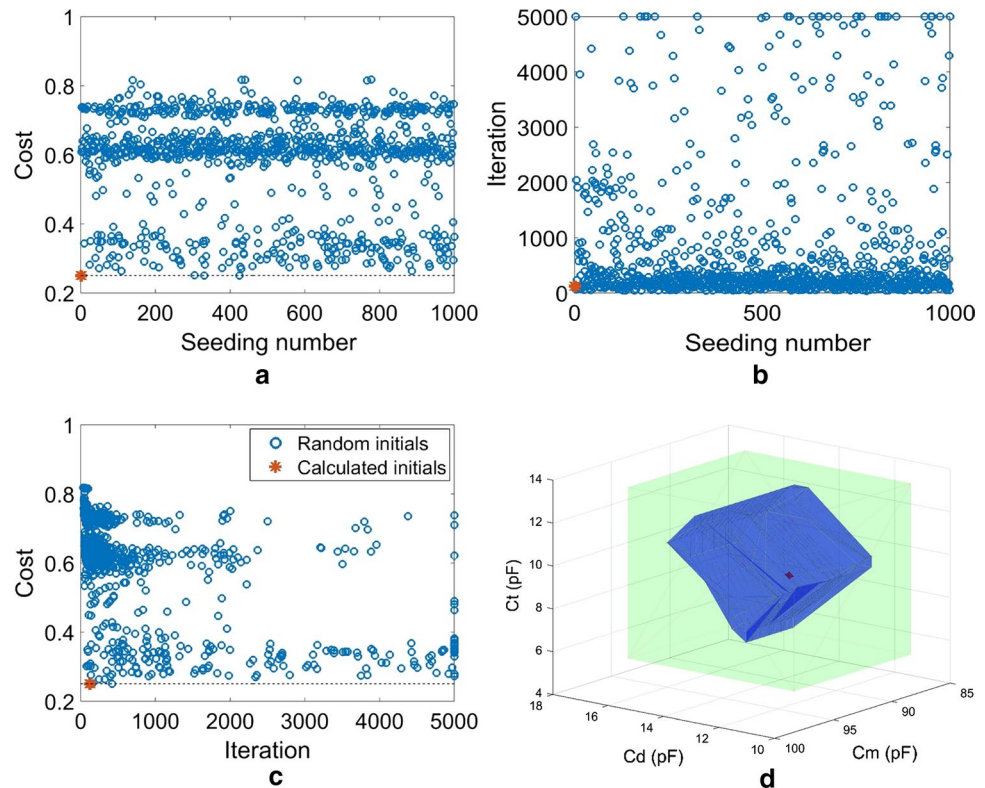 1
0.8
0.6
0.4
0.2
Cost
0 200 400 600 800 1000
Seeding number
a
5000
4000
3000
2000
1000
0
Iteration
0 500 1000
Seeding number
b
1
0.8
0.6
0.4
0.2
Cost
Random initials
Calculated initials
0 1000 2000 3000 4000 5000
Iteration
c
14
12
10
8
6
4
Ct (pF)
18 16 14 12 10
Cd (pF)
100 95 90 85
Cm (pF)
d